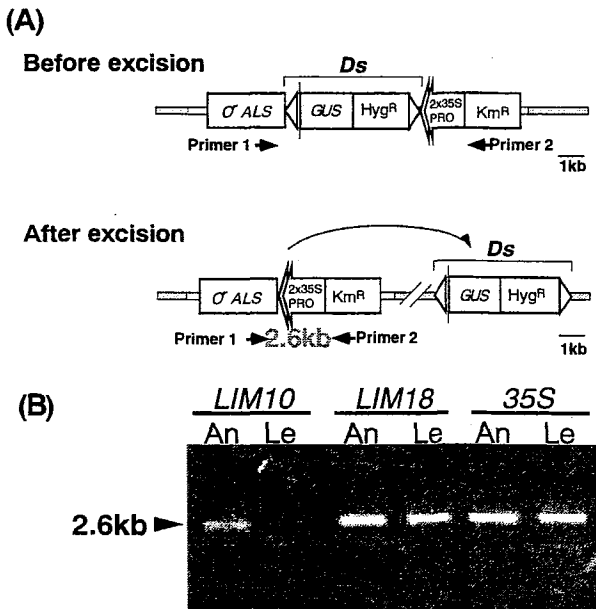 (A)
Before excision
Ds
σ ALS GUS Hygᴿ 2x35S PRO Kmᴿ
Primer 1 Primer 2
1kb
After excision
Ds
σ ALS 2x35S PRO Kmᴿ GUS Hygᴿ
Primer 1 2.6kb Primer 2
1kb
(B)
LIM10 LIM18 35S
An Le An Le An Le
2.6kb